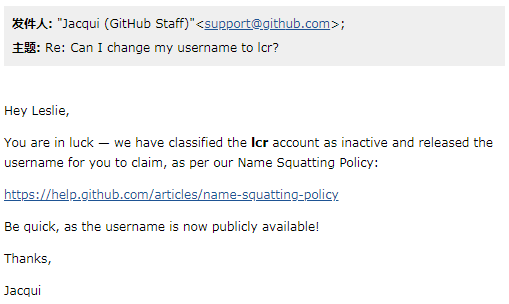 发件人: "Jacqui (GitHub Staff)"<support@github.com>;
主题: Re: Can I change my username to lcr?
Hey Leslie,
You are in luck — we have classified the lcr account as inactive and released the
username for you to claim, as per our Name Squatting Policy:
https://help.github.com/articles/name-squatting-policy
Be quick, as the username is now publicly available!
Thanks,
Jacqui